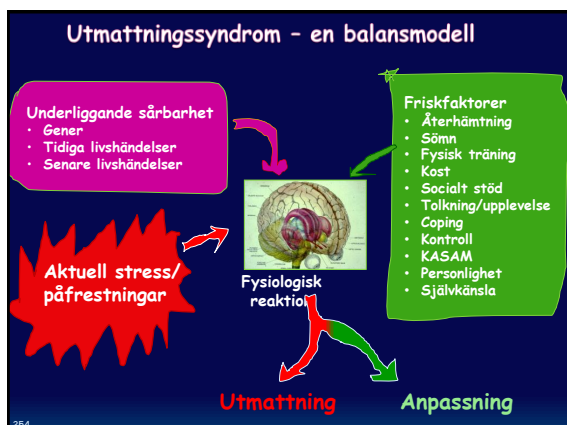 Utmattningssyndrom – en balansmodell
Underliggande sårbarhet
• Gener
• Tidiga livshändelser
• Senare livshändelser
Friskfaktorer
• Återhämtning
• Sömn
• Fysisk träning
• Kost
• Socialt stöd
• Tolkning/upplevelse
• Coping
• Kontroll
• KASAM
• Personlighet
• Självkänsla
Aktuell stress/
påfrestningar
Fysiologisk
reaktion
Utmattning
Anpassning
254